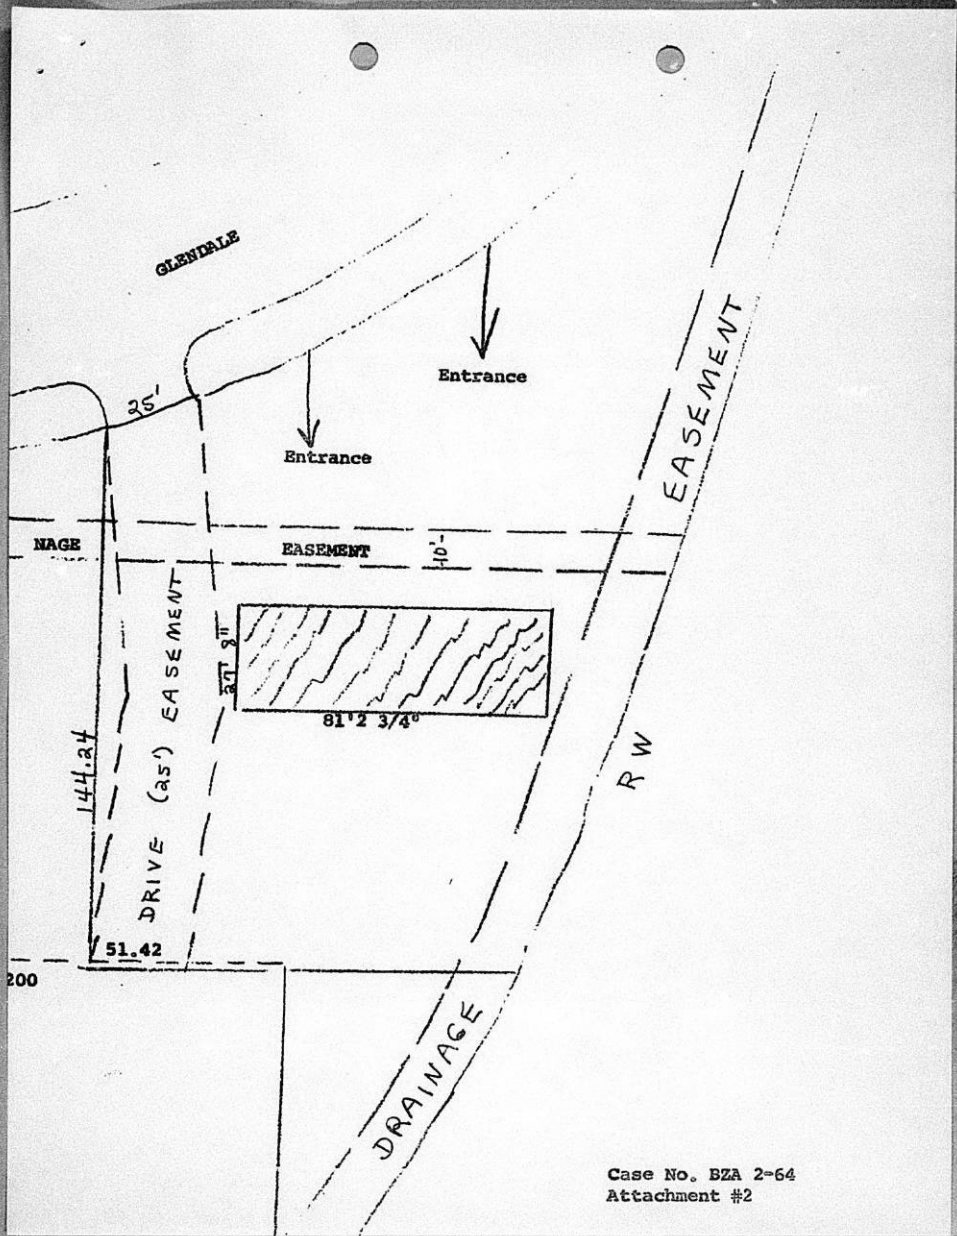 GLENDALE
25'
Entrance
Entrance
EASEMENT
NAGE
EASEMENT
10'
DRIVE (25') EASEMENT
27' 8"
81'2 3/4"
144.24
R W
51.42
200
DRAINAGE
Case No. BZA 2-64
Attachment #2